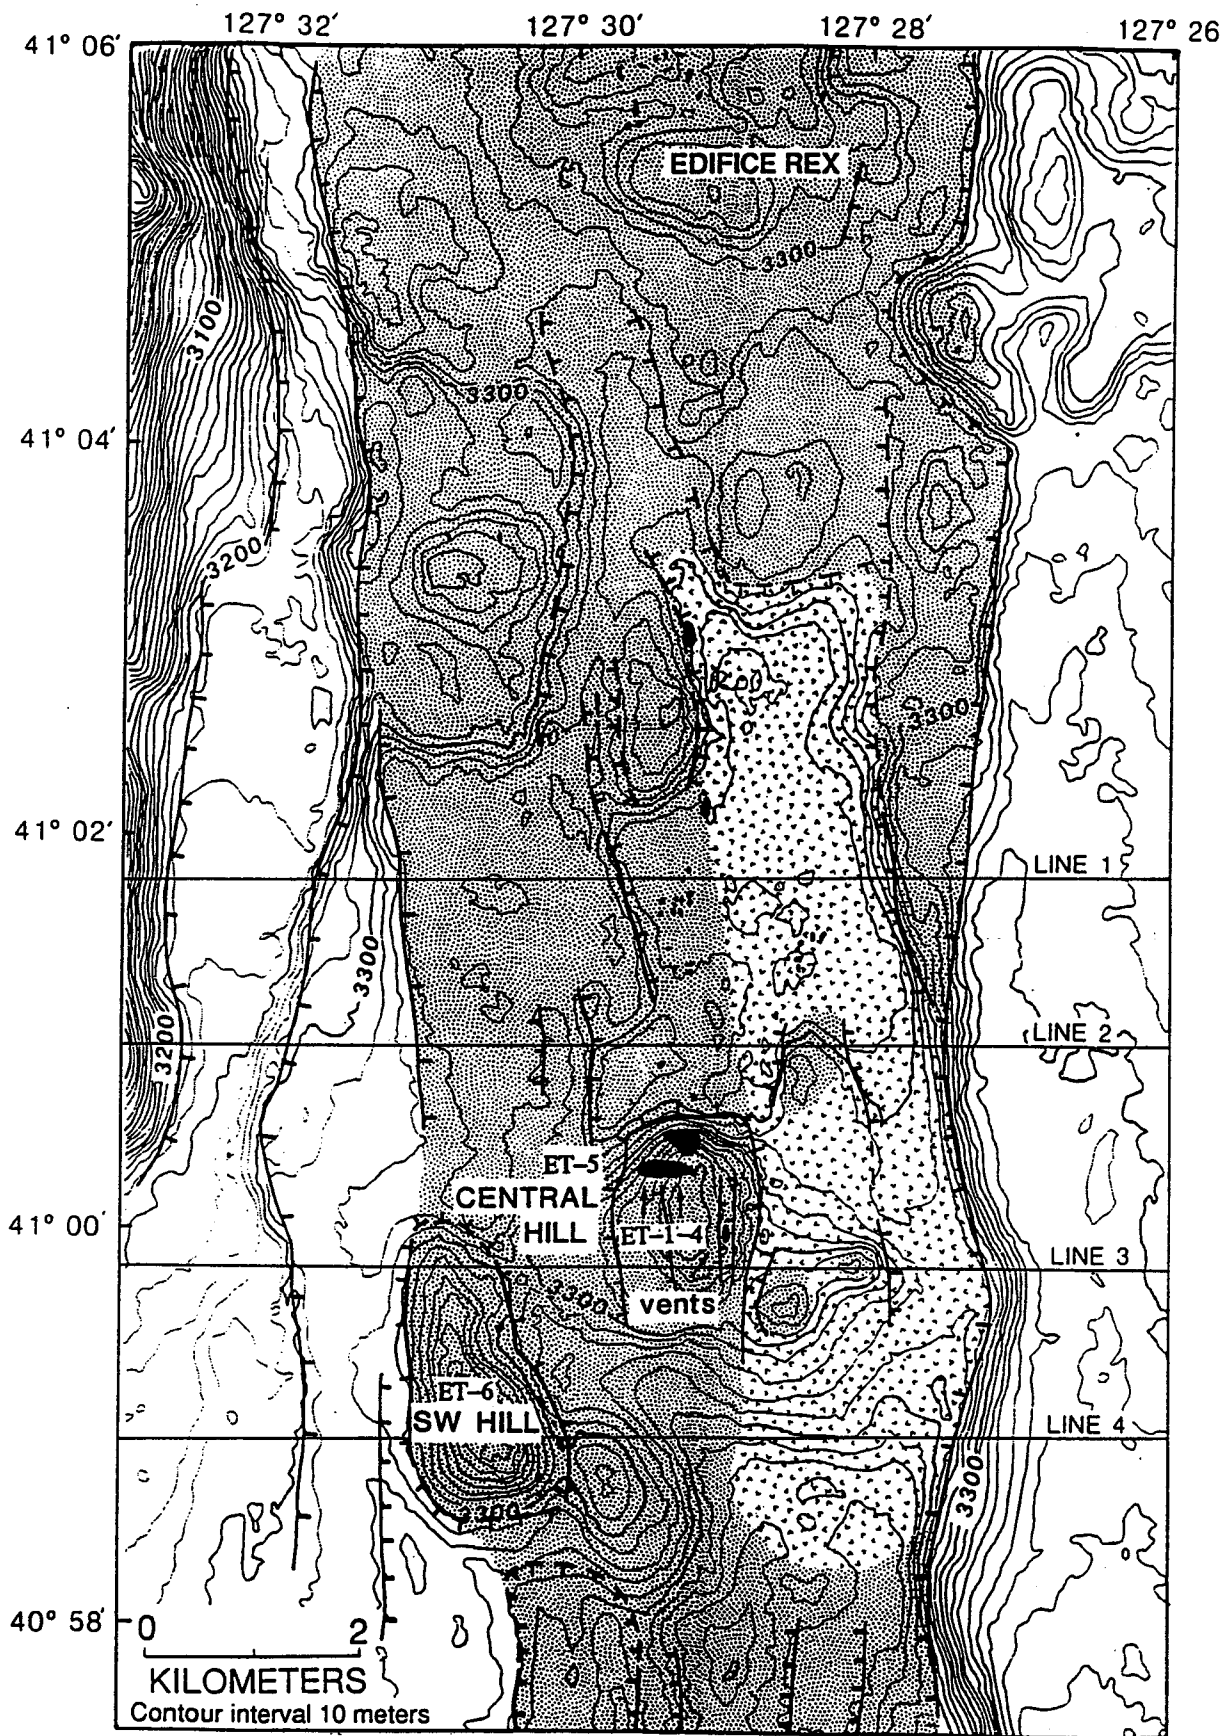 127° 32′ 127° 30′ 127° 28′ 127° 26
41° 06′
EDIFICE REX
3300
3100
3300
41° 04′
3200
3300
41° 02′
LINE 1
3300
3200
LINE 2
ET-5
CENTRAL
HILL
ET-1-4
41° 00′
LINE 3
3300
vents
ET-6
SW HILL
LINE 4
3300
3300
40° 58′
0 2
KILOMETERS
Contour interval 10 meters